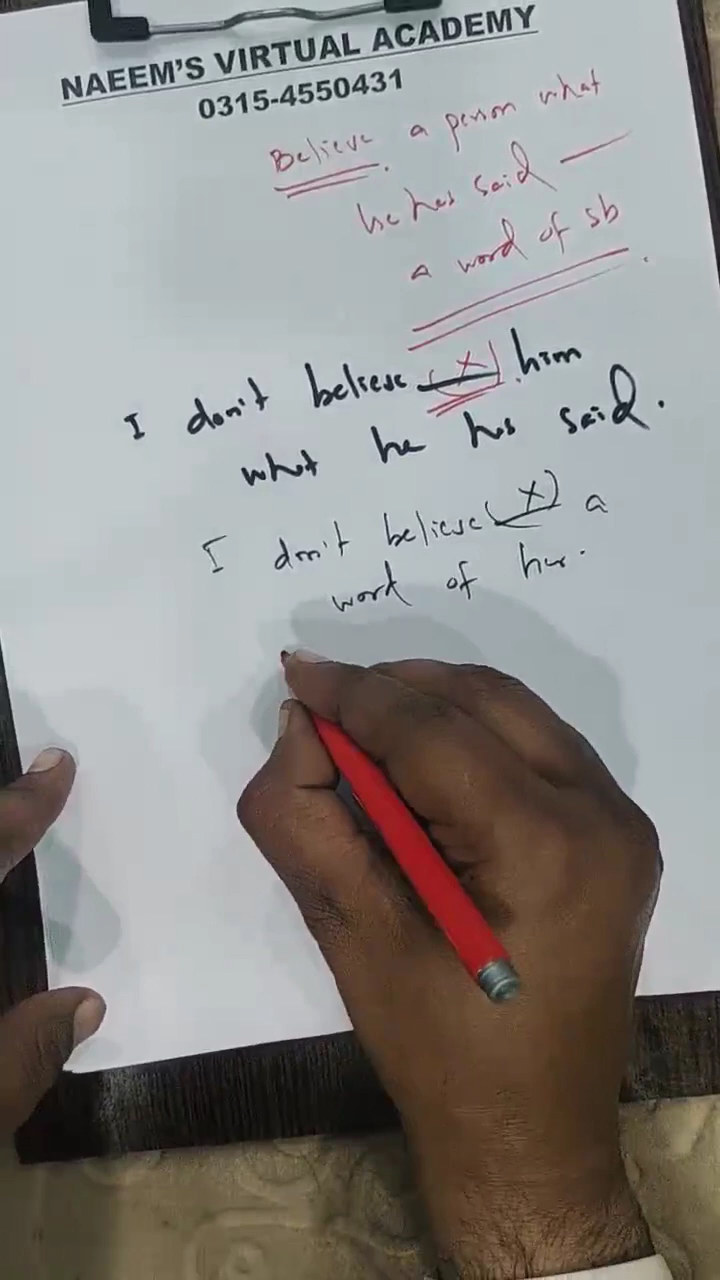 NAEEM'S VIRTUAL ACADEMY
0315-4550431
Believe. a person what
he has said —
a word of sb.
I don't believe (x) him
what he has said.
I don't believe (x) a
word of her.